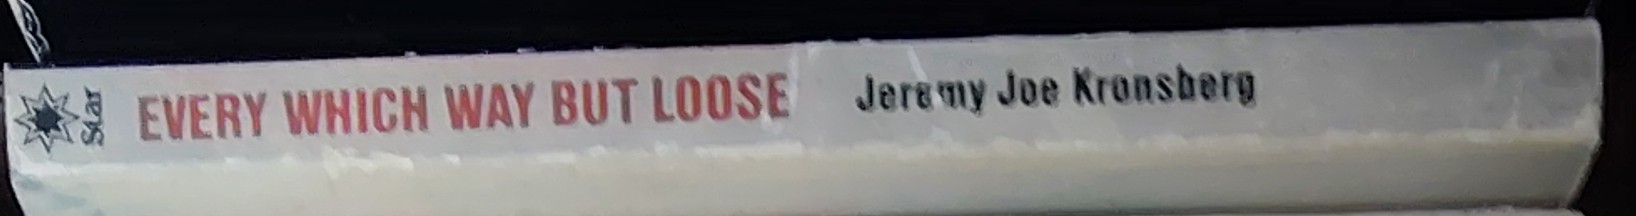 Star EVERY WHICH WAY BUT LOOSE Jeremy Joe Kronsberg